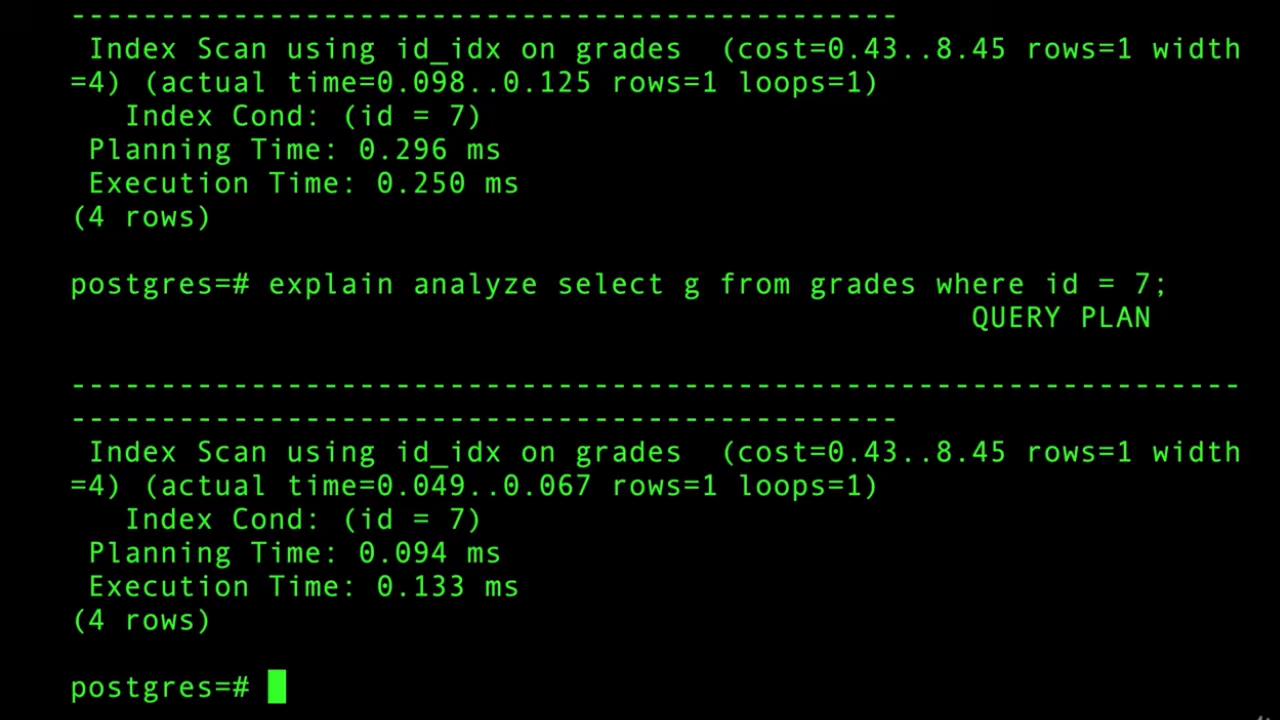 ----------------------------------------------
 Index Scan using id_idx on grades  (cost=0.43..8.45 rows=1 width
=4) (actual time=0.098..0.125 rows=1 loops=1)
   Index Cond: (id = 7)
 Planning Time: 0.296 ms
 Execution Time: 0.250 ms
(4 rows)
postgres=# explain analyze select g from grades where id = 7;
QUERY PLAN
-----------------------------------------------------------------
----------------------------------------------
 Index Scan using id_idx on grades  (cost=0.43..8.45 rows=1 width
=4) (actual time=0.049..0.067 rows=1 loops=1)
   Index Cond: (id = 7)
 Planning Time: 0.094 ms
 Execution Time: 0.133 ms
(4 rows)
postgres=#